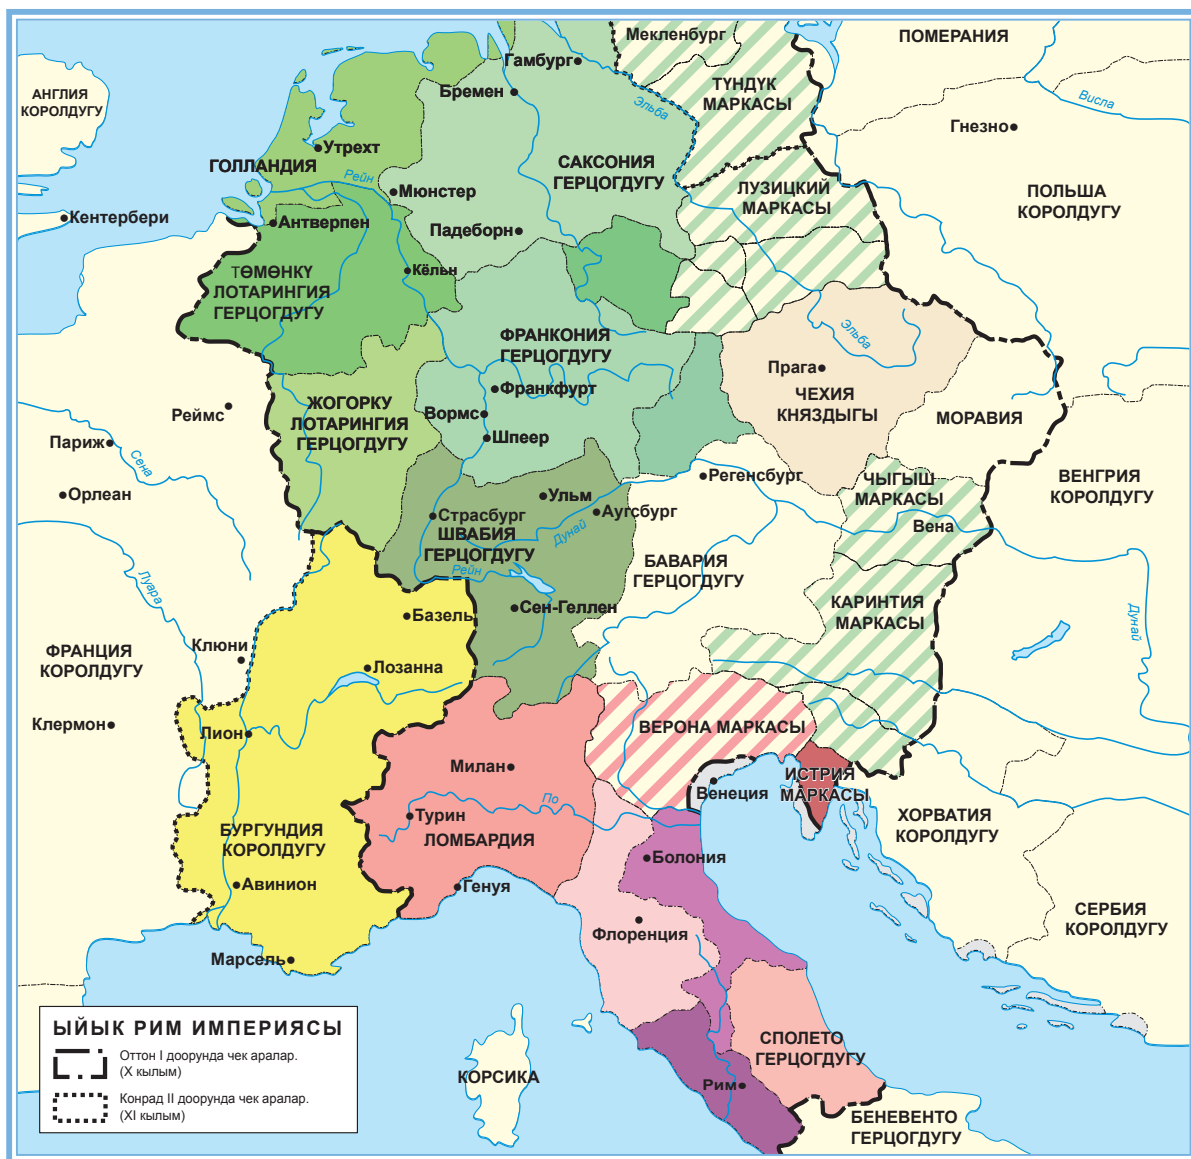 Мекленбург
ПОМЕРАНИЯ
Гамбург
ТҮНДҮК
МАРКАСЫ
АНГЛИЯ
КОРОЛДУГУ
Бремен
Эльба
Висла
Гнезно
Утрехт
ГОЛЛАНДИЯ
Рейн
САКСОНИЯ
ГЕРЦОГДУГУ
Мюнстер
ЛУЗИЦКИЙ
МАРКАСЫ
ПОЛЬША
КОРОЛДУГУ
Кентербери
Антверпен
Падеборн
ТӨМӨНКҮ
ЛОТАРИНГИЯ
ГЕРЦОГДУГУ
Кёльн
ФРАНКОНИЯ
ГЕРЦОГДУГУ
Эльба
Прага
ЧЕХИЯ
КНЯЗДЫГЫ
Франкфурт
Реймс
ЖОГОРКУ
ЛОТАРИНГИЯ
ГЕРЦОГДУГУ
Вормс
Шпеер
МОРАВИЯ
Париж
Сена
Орлеан
Регенсбург
ЧЫГЫШ
МАРКАСЫ
ВЕНГРИЯ
КОРОЛДУГУ
Ульм
Аугсбург
Страсбург
Дунай
Вена
ШВАБИЯ
ГЕРЦОГДУГУ
Рейн
БАВАРИЯ
ГЕРЦОГДУГУ
Луара
Базель
Сен-Геллен
КАРИНТИЯ
МАРКАСЫ
Дунай
Клюни
ФРАНЦИЯ
КОРОЛДУГУ
Лозанна
Клермон
Лион
ВЕРОНА МАРКАСЫ
Милан
Венеция
ИСТРИЯ
МАРКАСЫ
По
Турин
ЛОМБАРДИЯ
ХОРВАТИЯ
КОРОЛДУГУ
БУРГУНДИЯ
КОРОЛДУГУ
Болония
Авинион
Генуя
Флоренция
СЕРБИЯ
КОРОЛДУГУ
Марсель
ЫЙЫК РИМ ИМПЕРИЯСЫ
Оттон I доорунда чек аралар.
(X кылым)
Конрад II доорунда чек аралар.
(XI кылым)
КОРСИКА
СПОЛЕТО
ГЕРЦОГДУГУ
Рим
БЕНЕВЕНТО
ГЕРЦОГДУГУ